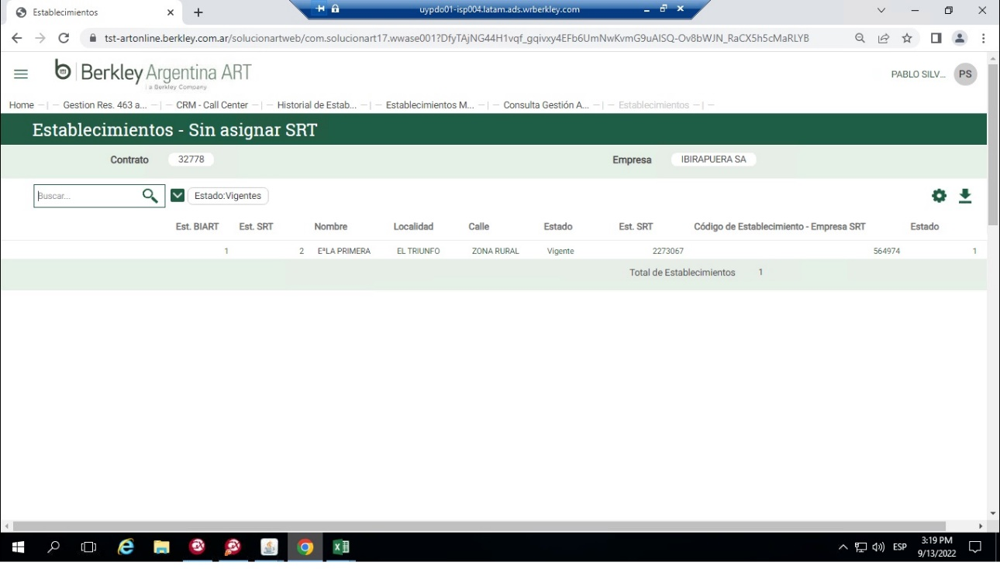 Establecimientos
uypdo01-isp004.latam.ads.wrberkley.com
tst-artonline.berkley.com.ar/solucionartweb/com.solucionart17.wwase001?DfyTAjNG44H1vqf_gqivxy4EFb6UmNwKvmG9uAISQ-Ov8bWJN_RaCX5h5cMaRLYB
b | Berkley Argentina ART
a Berkley Company
PABLO SILV... PS
Home — | — Gestion Res. 463 a... — | — CRM - Call Center — | — Historial de Estab... — | — Establecimientos M... — | — Consulta Gestión A... — | — Establecimientos — | —
Establecimientos - Sin asignar SRT
Contrato 32778 Empresa IBIRAPUERA SA
Buscar... Estado:Vigentes
Est. BIART Est. SRT Nombre Localidad Calle Estado Est. SRT Código de Establecimiento - Empresa SRT Estado
1 2 EªLA PRIMERA EL TRIUNFO ZONA RURAL Vigente 2273067 564974 1
Total de Establecimientos 1
ESP 3:19 PM
9/13/2022